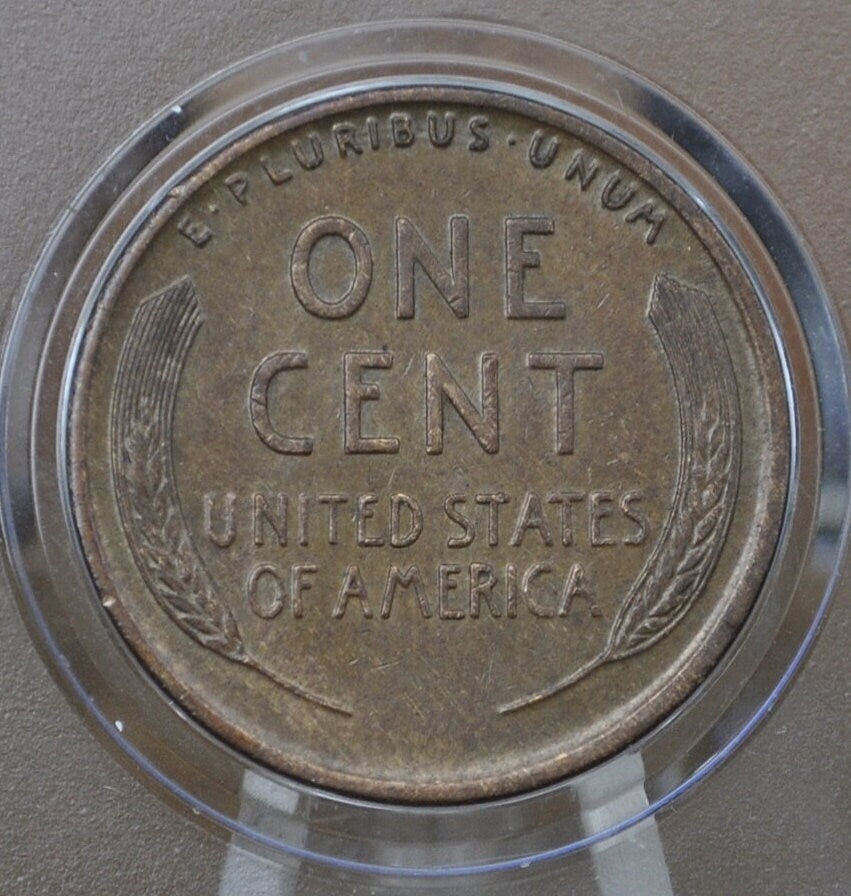 E·PLURIBUS·UNUM
ONE
CENT
UNITED STATES
OF AMERICA